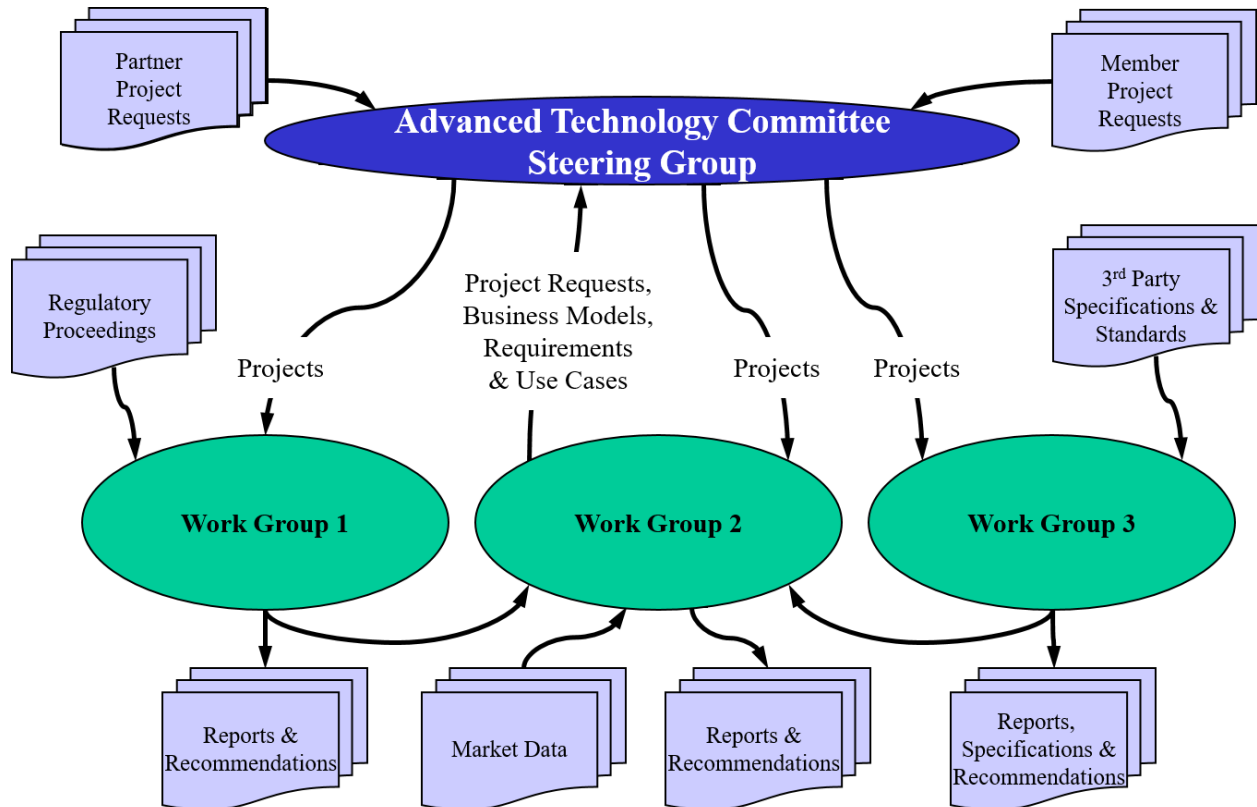 Partner
Project
Requests
Member
Project
Requests
Advanced Technology Committee
Steering Group
Regulatory
Proceedings
Project Requests,
Business Models,
Requirements
& Use Cases
3rd Party
Specifications &
Standards
Projects
Projects
Projects
Work Group 1
Work Group 2
Work Group 3
Reports &
Recommendations
Market Data
Reports &
Recommendations
Reports,
Specifications &
Recommendations